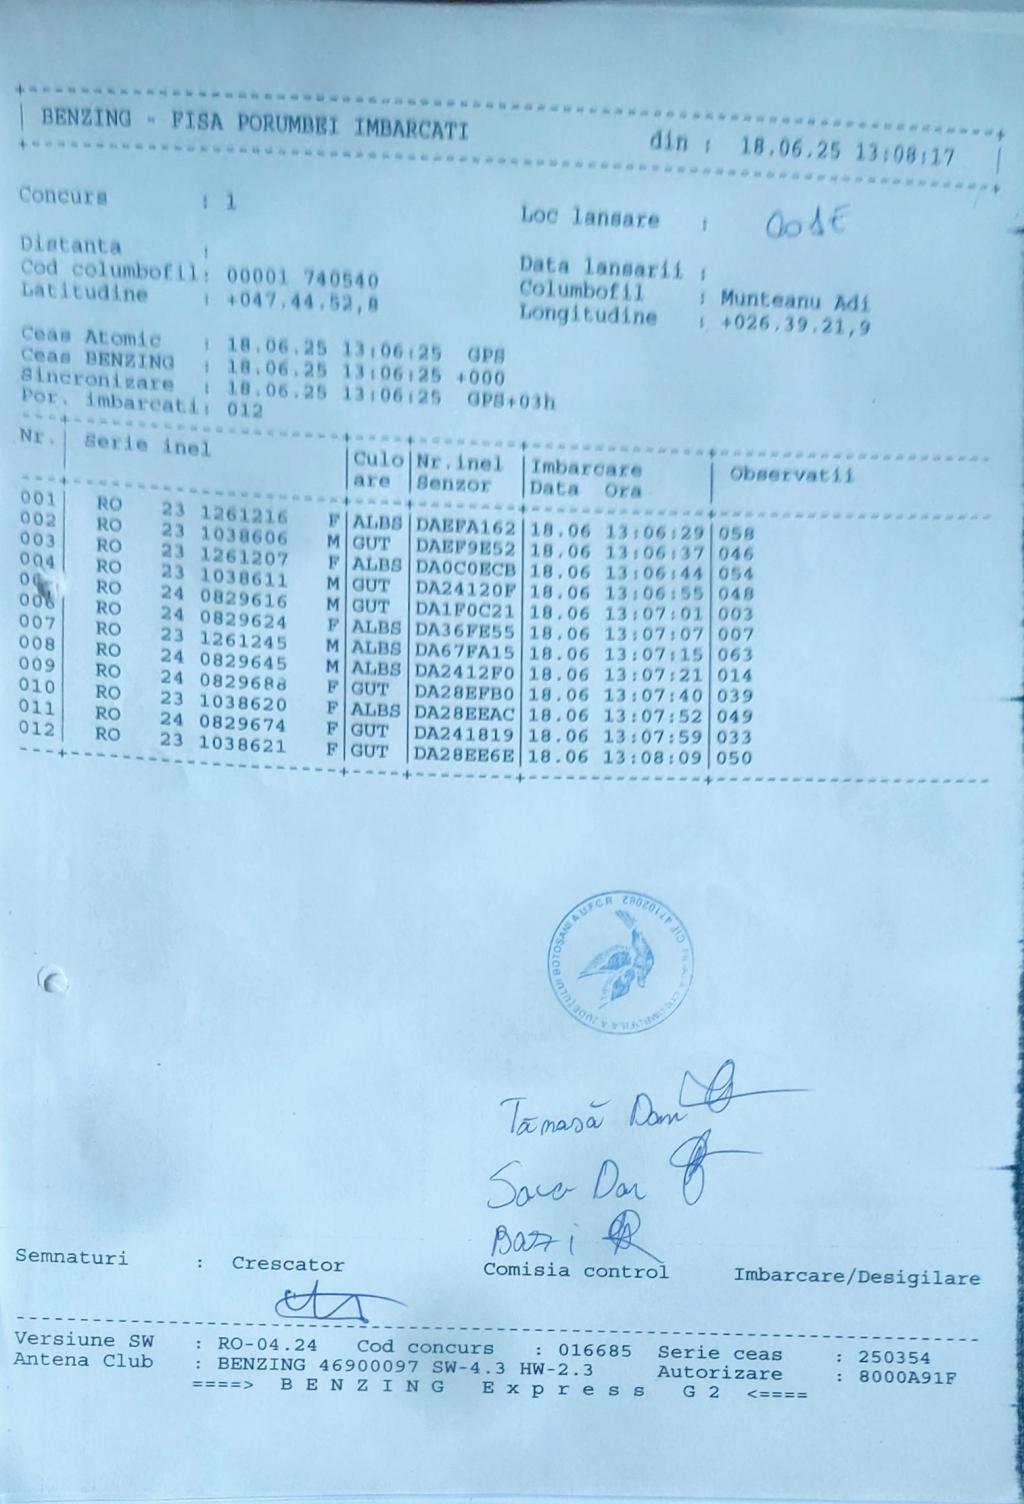 BENZING - FISA PORUMBEI IMBARCATI din : 18.06.25 13:08:17
Concurs : 1 Loc lansare :
Distanta : Data lansarii :
Cod columbofil: 00001 740540 Columbofil : Munteanu Adi
Latitudine : +047.44.52,8 Longitudine : +026.39.21,9
Ceas Atomic : 18.06.25 13:06:25 GPS
Ceas BENZING : 18.06.25 13:06:25 +000
Sincronizare : 18.06.25 13:06:25 GPS+03h
Por. imbarcati: 012
Nr. Serie inel Culo Nr.inel Imbarcare Observatii
are Senzor Data Ora
001 RO 23 1261216 F ALBS DAEFA162 18.06 13:06:29 058
002 RO 23 1038606 M GUT DAEF9E52 18.06 13:06:37 046
003 RO 23 1261207 F ALBS DA0C0ECB 18.06 13:06:44 054
004 RO 23 1038611 M GUT DA24120F 18.06 13:06:55 048
RO 24 0829616 M GUT DA1F0C21 18.06 13:07:01 003
006 RO 24 0829624 F ALBS DA36FE55 18.06 13:07:07 007
007 RO 23 1261245 M ALBS DA67FA15 18.06 13:07:15 063
008 RO 24 0829645 M ALBS DA2412F0 18.06 13:07:21 014
009 RO 24 0829688 F GUT DA28EFB0 18.06 13:07:40 039
010 RO 23 1038620 F ALBS DA28EEAC 18.06 13:07:52 049
011 RO 24 0829674 F GUT DA241819 18.06 13:07:59 033
012 RO 23 1038621 F GUT DA28EE6E 18.06 13:08:09 050
JUDEȚULUI BOTOȘANI A U.F.C.R CIF 47102082
Tămasă Dan
Dan
Bazzi
Semnaturi : Crescator Comisia control Imbarcare/Desigilare
Versiune SW : RO-04.24 Cod concurs : 016685 Serie ceas : 250354
Antena Club : BENZING 46900097 SW-4.3 HW-2.3 Autorizare : 8000A91F
====> B E N Z I N G E x p r e s s G 2 <====